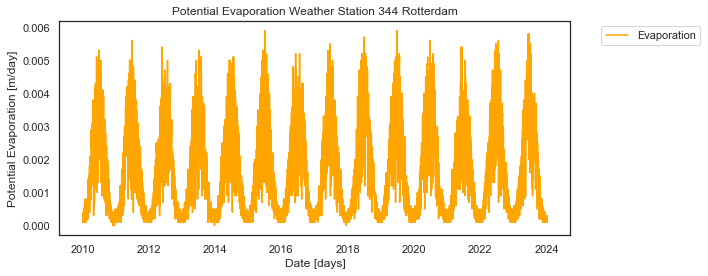 Potential Evaporation Weather Station 344 Rotterdam
Evaporation
Potential Evaporation [m/day]
0.006
0.005
0.004
0.003
0.002
0.001
0.000
2010 2012 2014 2016 2018 2020 2022 2024
Date [days]